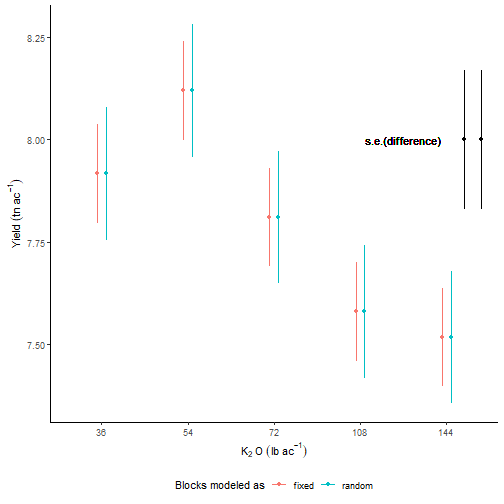 8.25
8.00
7.75
7.50
Yield (tn ac⁻¹)
s.e.(difference)
36 54 72 108 144
K₂ O (lb ac⁻¹)
Blocks modeled as fixed random